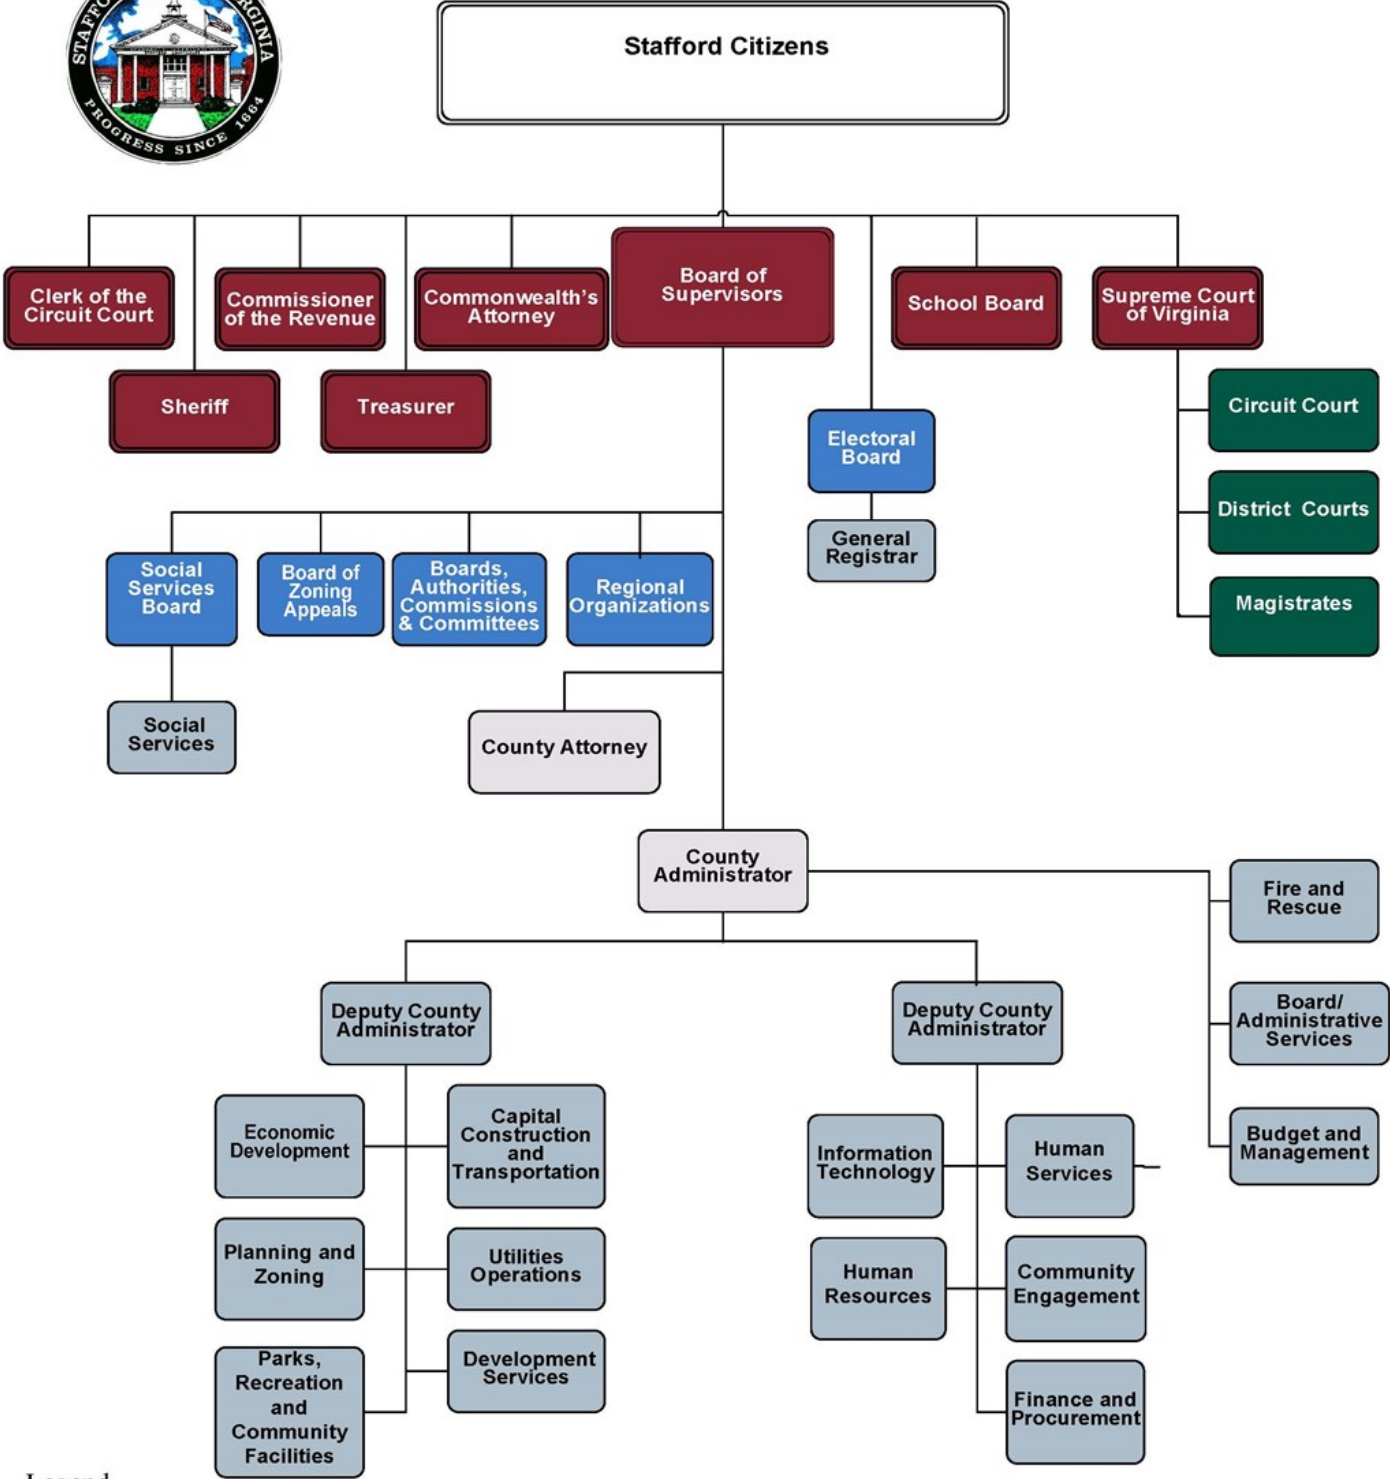 STAFFO
RGINIA
PROGRESS SINCE 1664
Stafford Citizens
Clerk of the
Circuit Court
Commissioner
of the Revenue
Commonwealth's
Attorney
Board of
Supervisors
School Board
Supreme Court
of Virginia
Sheriff
Treasurer
Circuit Court
Electoral
Board
District Courts
General
Registrar
Social
Services
Board
Board of
Zoning
Appeals
Boards,
Authorities,
Commissions
& Committees
Regional
Organizations
Magistrates
Social
Services
County Attorney
County
Administrator
Fire and
Rescue
Deputy County
Administrator
Deputy County
Administrator
Board/
Administrative
Services
Economic
Development
Capital
Construction
and
Transportation
Information
Technology
Human
Services
Budget and
Management
Planning and
Zoning
Utilities
Operations
Human
Resources
Community
Engagement
Parks,
Recreation
and
Community
Facilities
Development
Services
Finance and
Procurement